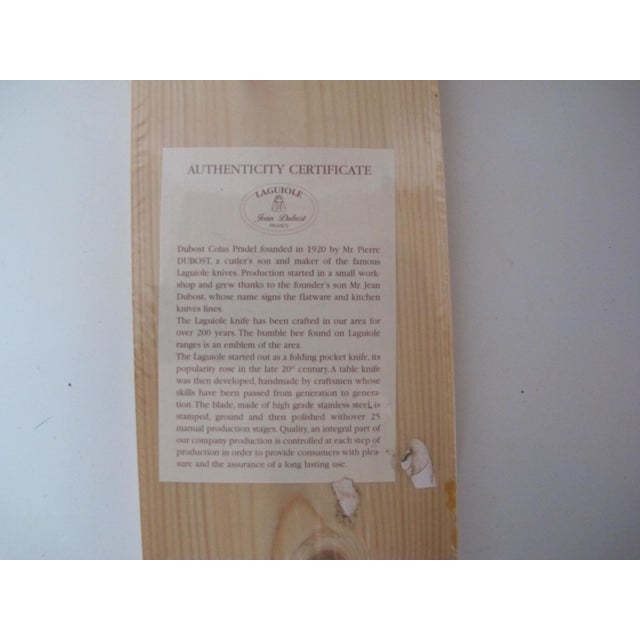 AUTHENTICITY CERTIFICATE
LAGUIOLE
Jean Dubost
FRANCE
Dubost Colas Pradel founded in 1920 by Mr. Pierre
DUBOST, a cutler's son and maker of the famous
Laguiole knives. Production started in a small work-
shop and grew thanks to the founder's son Mr. Jean
Dubost, whose name signs the flatware and kitchen
knives lines.
The Laguiole knife has been crafted in our area for
over 200 years. The bumble bee found on Laguiole
ranges is an emblem of the area.
The Laguiole started out as a folding pocket knife, its
popularity rose in the late 20st century. A table knife
was then developed, handmade by craftsmen whose
skills have been passed from generation to genera-
tion. The blade, made of high grade stainless steel, is
stamped, ground and then polished withover 25
manual production stages. Quality, an integral part of
our company production is controlled at each step of
production in order to provide consumers with plea-
sure and the assurance of a long lasting use.